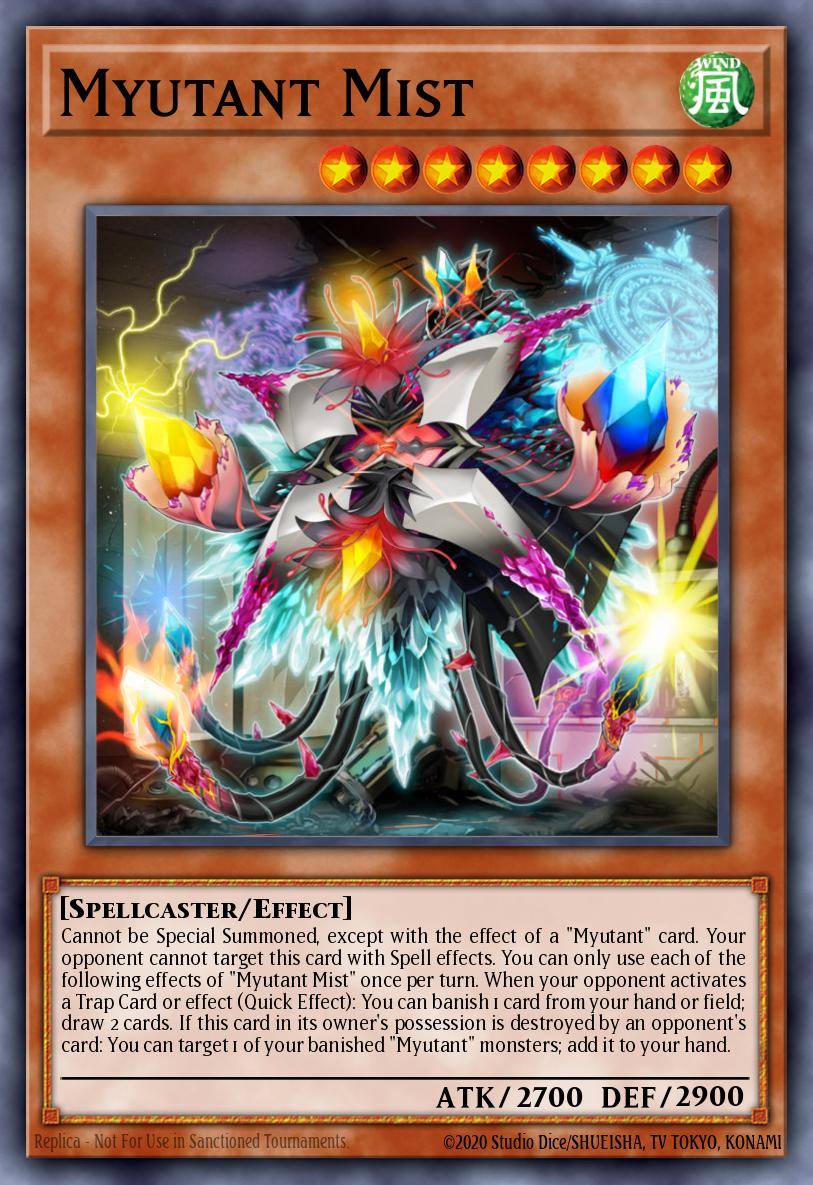 Myutant Mist
WIND
風
[Spellcaster/Effect]
Cannot be Special Summoned, except with the effect of a "Myutant" card. Your
opponent cannot target this card with Spell effects. You can only use each of the
following effects of "Myutant Mist" once per turn. When your opponent activates
a Trap Card or effect (Quick Effect): You can banish 1 card from your hand or field;
draw 2 cards. If this card in its owner's possession is destroyed by an opponent's
card: You can target 1 of your banished "Myutant" monsters; add it to your hand.
ATK/2700 DEF/2900
Replica - Not For Use in Sanctioned Tournaments.
©2020 Studio Dice/SHUEISHA, TV TOKYO, KONAMI